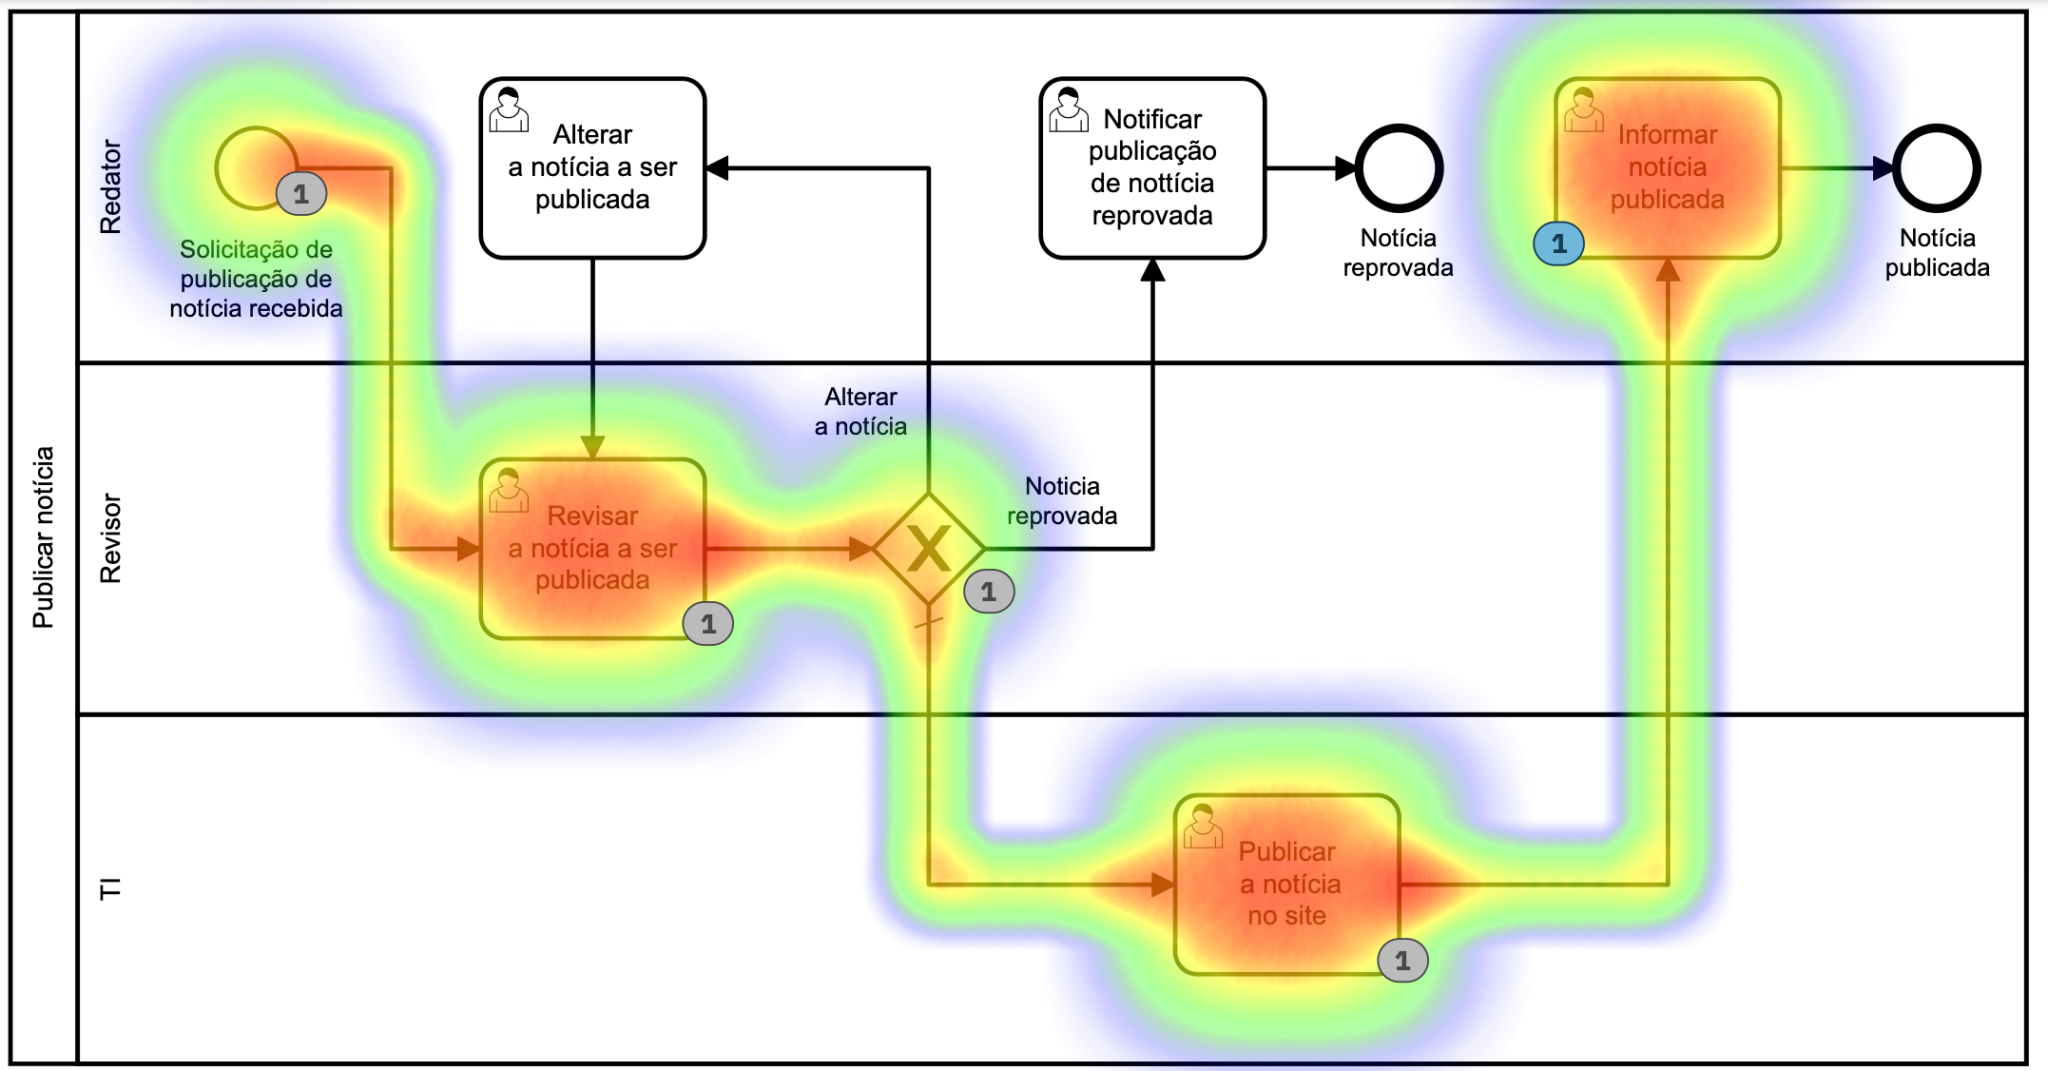 Publicar notícia
Redator
Solicitação de
publicação de
notícia recebida
1
Alterar
a notícia a ser
publicada
Notificar
publicação
de nottícia
reprovada
Notícia
reprovada
Informar
notícia
publicada
1
Notícia
publicada
Revisor
Revisar
a notícia a ser
publicada
1
Alterar
a notícia
X
1
Noticia
reprovada
TI
Publicar
a notícia
no site
1